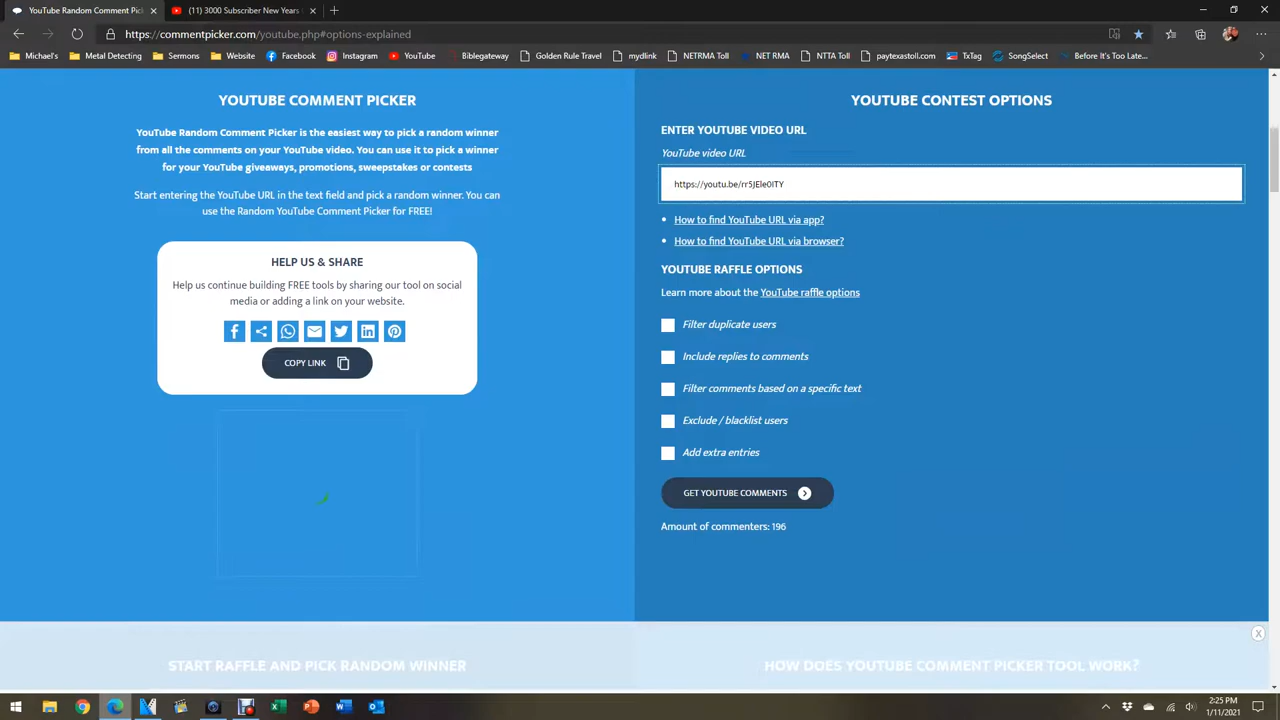 YouTube Random Comment Pick
(11) 3000 Subscriber New Years
https://commentpicker.com/youtube.php#options-explained
Michael's Metal Detecting Sermons Website Facebook Instagram YouTube Biblegateway Golden Rule Travel mydlink NETRMA Toll NET RMA NTTA Toll paytexastoll.com TxTag SongSelect Before It's Too Late...
YOUTUBE COMMENT PICKER
YouTube Random Comment Picker is the easiest way to pick a random winner
from all the comments on your YouTube video. You can use it to pick a winner
for your YouTube giveaways, promotions, sweepstakes or contests
Start entering the YouTube URL in the text field and pick a random winner. You can
use the Random YouTube Comment Picker for FREE!
HELP US & SHARE
Help us continue building FREE tools by sharing our tool on social
media or adding a link on your website.
COPY LINK
YOUTUBE CONTEST OPTIONS
ENTER YOUTUBE VIDEO URL
YouTube video URL
https://youtu.be/rr5JEle0ITY
How to find YouTube URL via app?
How to find YouTube URL via browser?
YOUTUBE RAFFLE OPTIONS
Learn more about the YouTube raffle options
Filter duplicate users
Include replies to comments
Filter comments based on a specific text
Exclude / blacklist users
Add extra entries
GET YOUTUBE COMMENTS
Amount of commenters: 196
X
START RAFFLE AND PICK RANDOM WINNER
HOW DOES YOUTUBE COMMENT PICKER TOOL WORK?
2:25 PM
1/11/2021